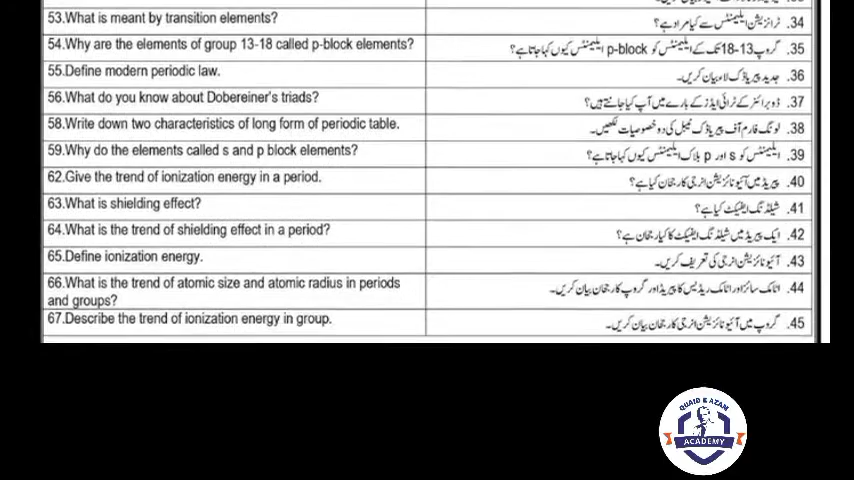 53.What is meant by transition elements?
34. ٹرانزیشن ایلیمنٹس سے کیا مراد ہے؟
54.Why are the elements of group 13-18 called p-block elements?
35. گروپ 13-18 تک کے ایلیمنٹس کو p-block ایلیمنٹس کیوں کہا جاتا ہے؟
55.Define modern periodic law.
36. جدید پیریاڈک لاء بیان کریں۔
56.What do you know about Dobereiner's triads?
37. ڈوبرائنر کے ٹرائی ایڈز کے بارے میں آپ کیا جانتے ہیں؟
58.Write down two characteristics of long form of periodic table.
38. لونگ فارم آف پیریاڈک ٹیبل کی دو خصوصیات لکھیں۔
59.Why do the elements called s and p block elements?
39. ایلیمنٹس کو s اور p بلاک ایلیمنٹس کیوں کہا جاتا ہے؟
62.Give the trend of ionization energy in a period.
40. پیریڈ میں آئیونائزیشن انرجی کا رجحان کیا ہے؟
63.What is shielding effect?
41. شیلڈنگ ایفیکٹ کیا ہے؟
64.What is the trend of shielding effect in a period?
42. ایک پیریڈ میں شیلڈنگ ایفیکٹ کا کیا رجحان ہے؟
65.Define ionization energy.
43. آئیونائزیشن انرجی کی تعریف کریں۔
66.What is the trend of atomic size and atomic radius in periods
and groups?
44. اٹامک سائز اور اٹامک ریڈیس کا پیریڈ اور گروپ کا رجحان بیان کریں۔
67.Describe the trend of ionization energy in group.
45. گروپ میں آئیونائزیشن انرجی کا رجحان بیان کریں۔
QUAID E AZAM
ACADEMY